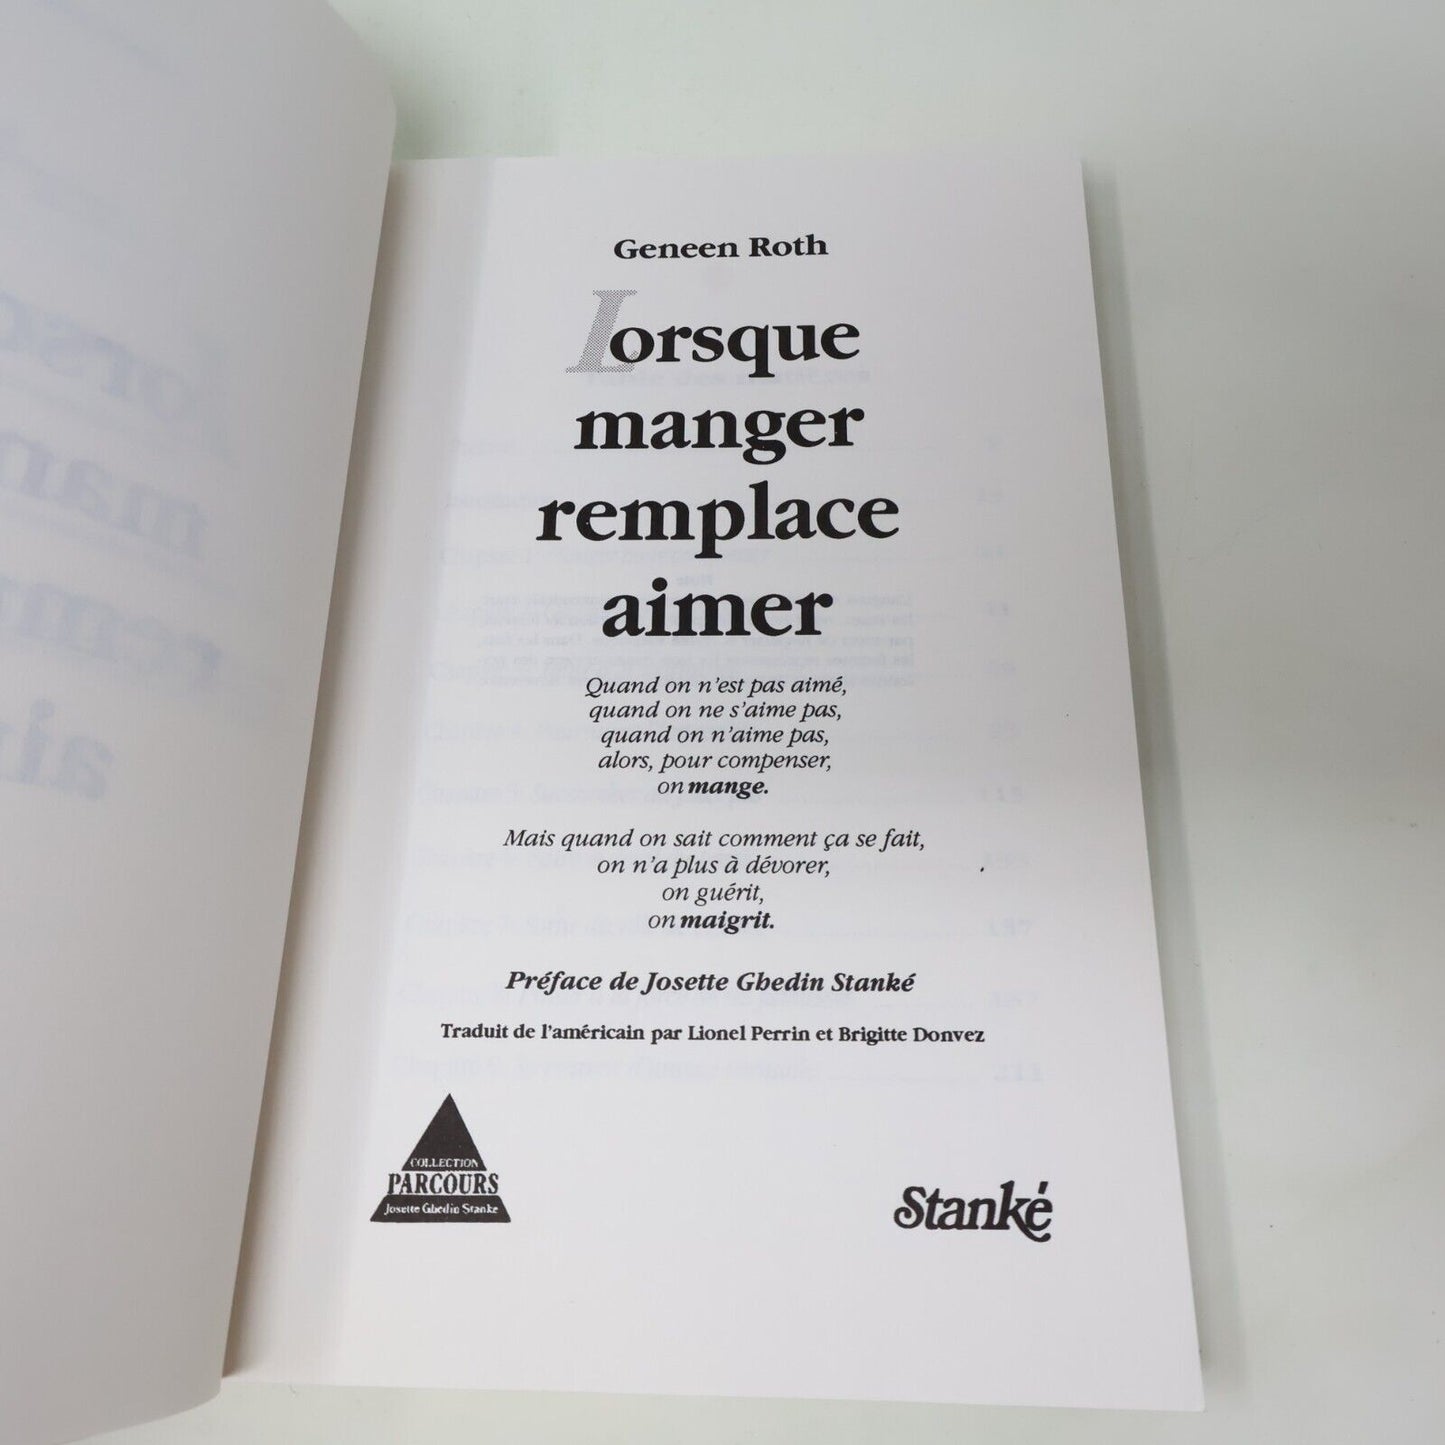 Geneen Roth
Lorsque
manger
remplace
aimer
Quand on n'est pas aimé,
quand on ne s'aime pas,
quand on n'aime pas,
alors, pour compenser,
on mange.
Mais quand on sait comment ça se fait,
on n'a plus à dévorer,
on guérit,
on maigrit.
Préface de Josette Ghedin Stanké
Traduit de l'américain par Lionel Perrin et Brigitte Donvez
COLLECTION
PARCOURS
Josette Ghedin Stanké
Stanké